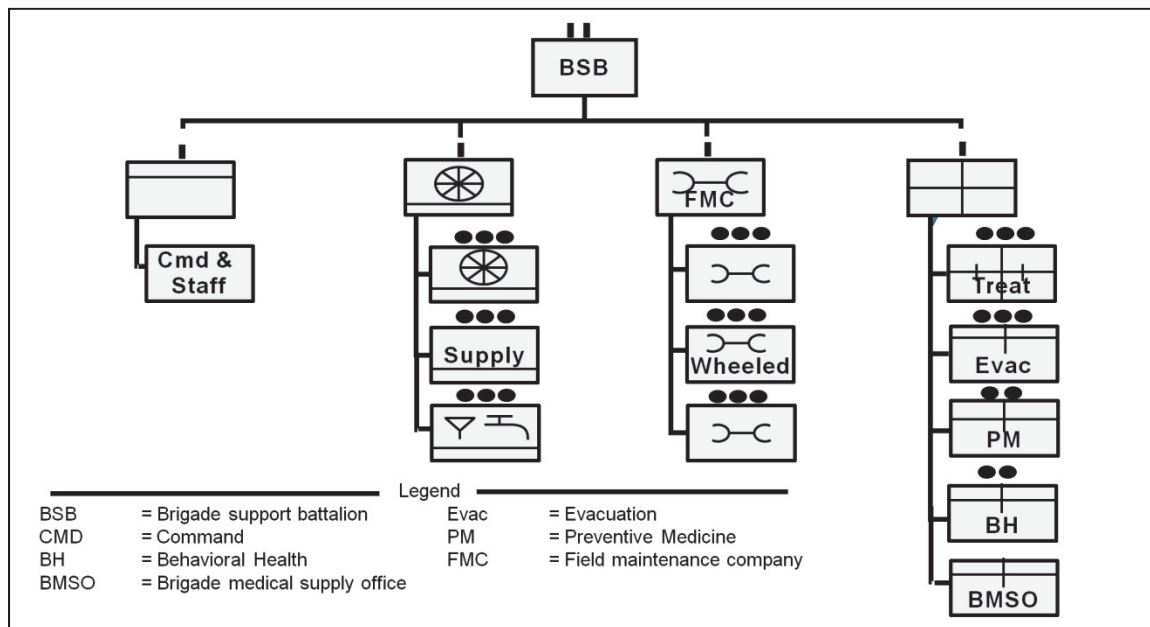 BSB
Cmd &
Staff
Supply
FMC
Wheeled
Treat
Evac
PM
BH
BMSO
Legend
BSB = Brigade support battalion
CMD = Command
BH = Behavioral Health
BMSO = Brigade medical supply office
Evac = Evacuation
PM = Preventive Medicine
FMC = Field maintenance company